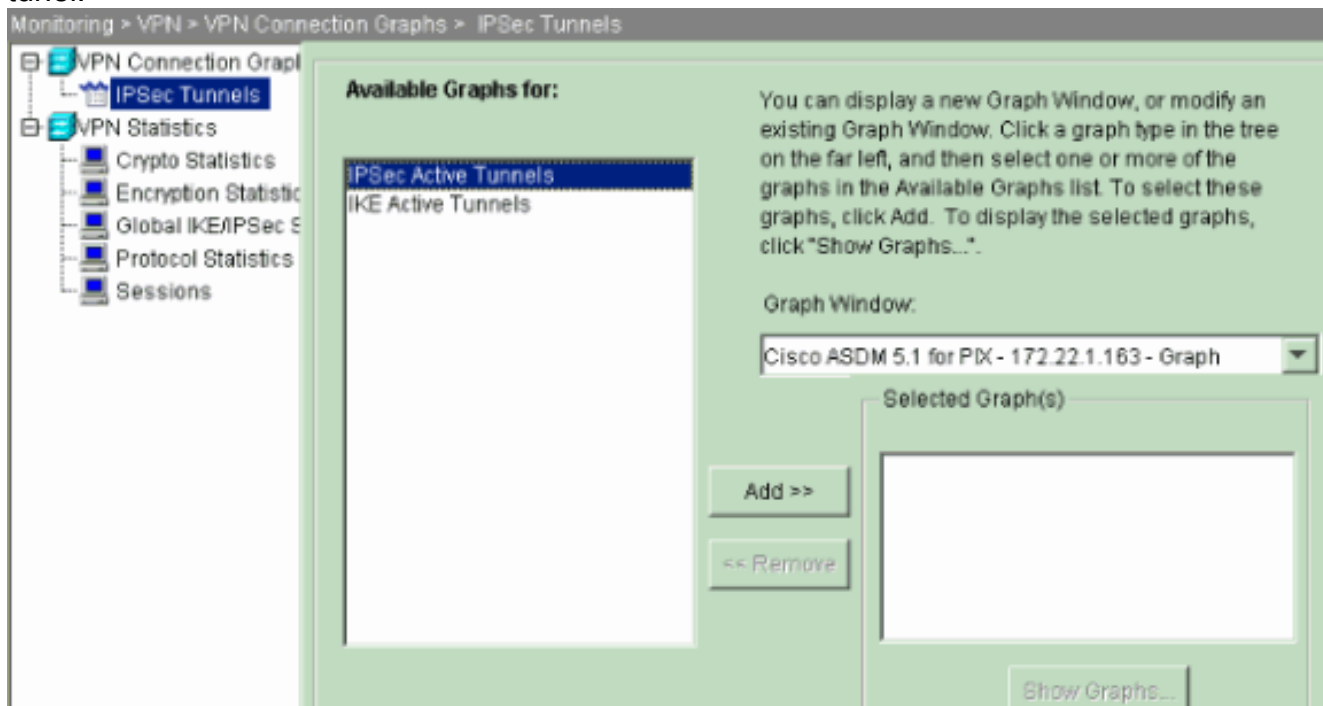 Monitoring > VPN > VPN Connection Graphs > IPSec Tunnels
VPN Connection Grapl
IPSec Tunnels
VPN Statistics
Crypto Statistics
Encryption Statistic
Global IKE/IPSec S
Protocol Statistics
Sessions
Available Graphs for:
IPSec Active Tunnels
IKE Active Tunnels
You can display a new Graph Window, or modify an
existing Graph Window. Click a graph type in the tree
on the far left, and then select one or more of the
graphs in the Available Graphs list. To select these
graphs, click Add. To display the selected graphs,
click "Show Graphs...".
Graph Window:
Cisco ASDM 5.1 for PIX - 172.22.1.163 - Graph
Add >>
<< Remove
Selected Graph(s)
Show Graphs...